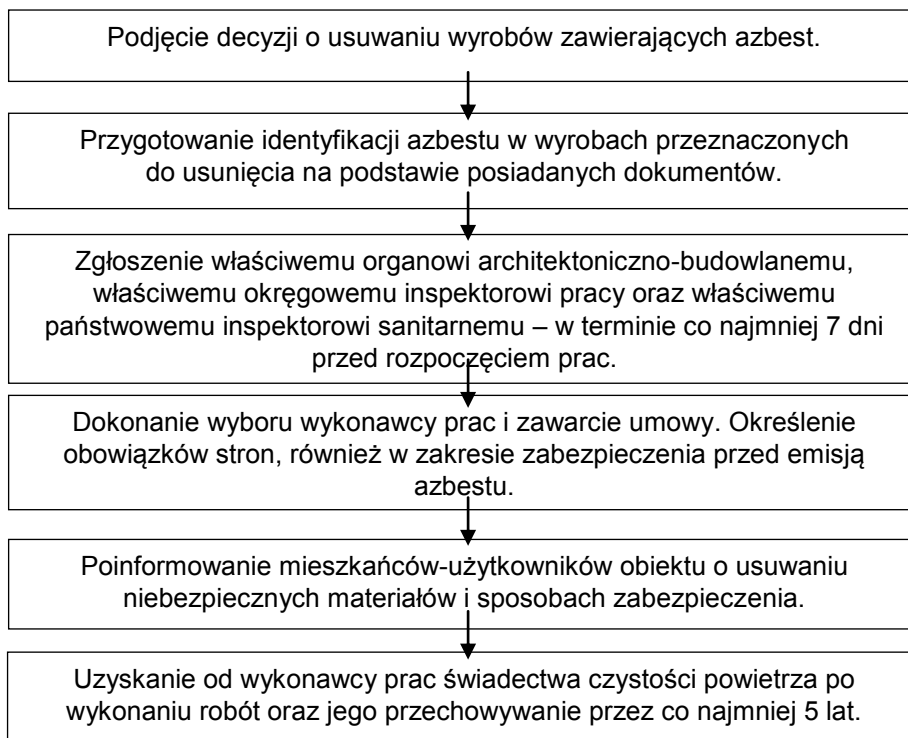 Podjęcie decyzji o usuwaniu wyrobów zawierających azbest.
Przygotowanie identyfikacji azbestu w wyrobach przeznaczonych
do usunięcia na podstawie posiadanych dokumentów.
Zgłoszenie właściwemu organowi architektoniczno-budowlanemu,
właściwemu okręgowemu inspektorowi pracy oraz właściwemu
państwowemu inspektorowi sanitarnemu – w terminie co najmniej 7 dni
przed rozpoczęciem prac.
Dokonanie wyboru wykonawcy prac i zawarcie umowy. Określenie
obowiązków stron, również w zakresie zabezpieczenia przed emisją
azbestu.
Poinformowanie mieszkańców-użytkowników obiektu o usuwaniu
niebezpiecznych materiałów i sposobach zabezpieczenia.
Uzyskanie od wykonawcy prac świadectwa czystości powietrza po
wykonaniu robót oraz jego przechowywanie przez co najmniej 5 lat.